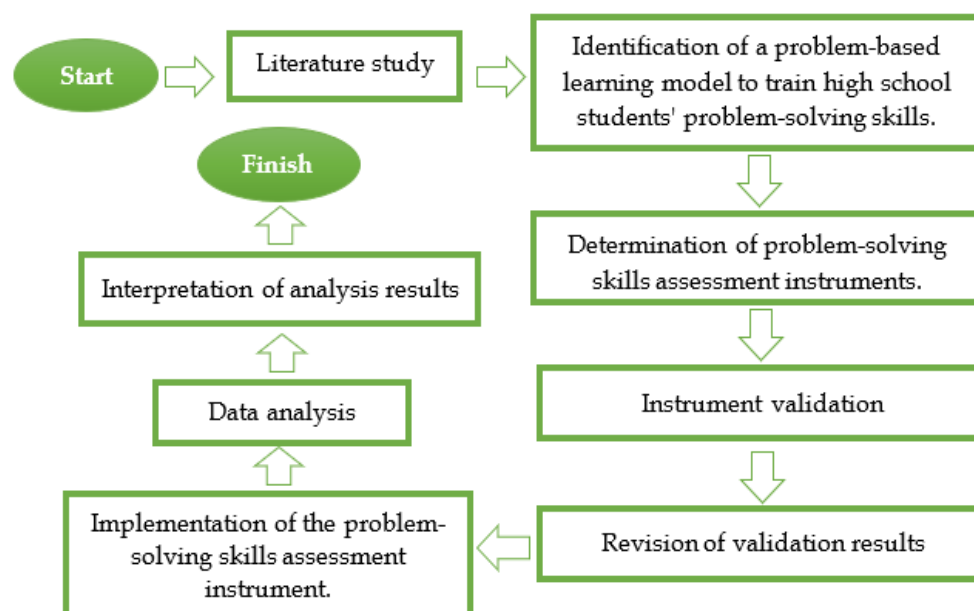 Start
Literature study
Identification of a problem-based
learning model to train high school
students' problem-solving skills.
Determination of problem-solving
skills assessment instruments.
Instrument validation
Revision of validation results
Implementation of the problem-
solving skills assessment
instrument.
Data analysis
Interpretation of analysis results
Finish